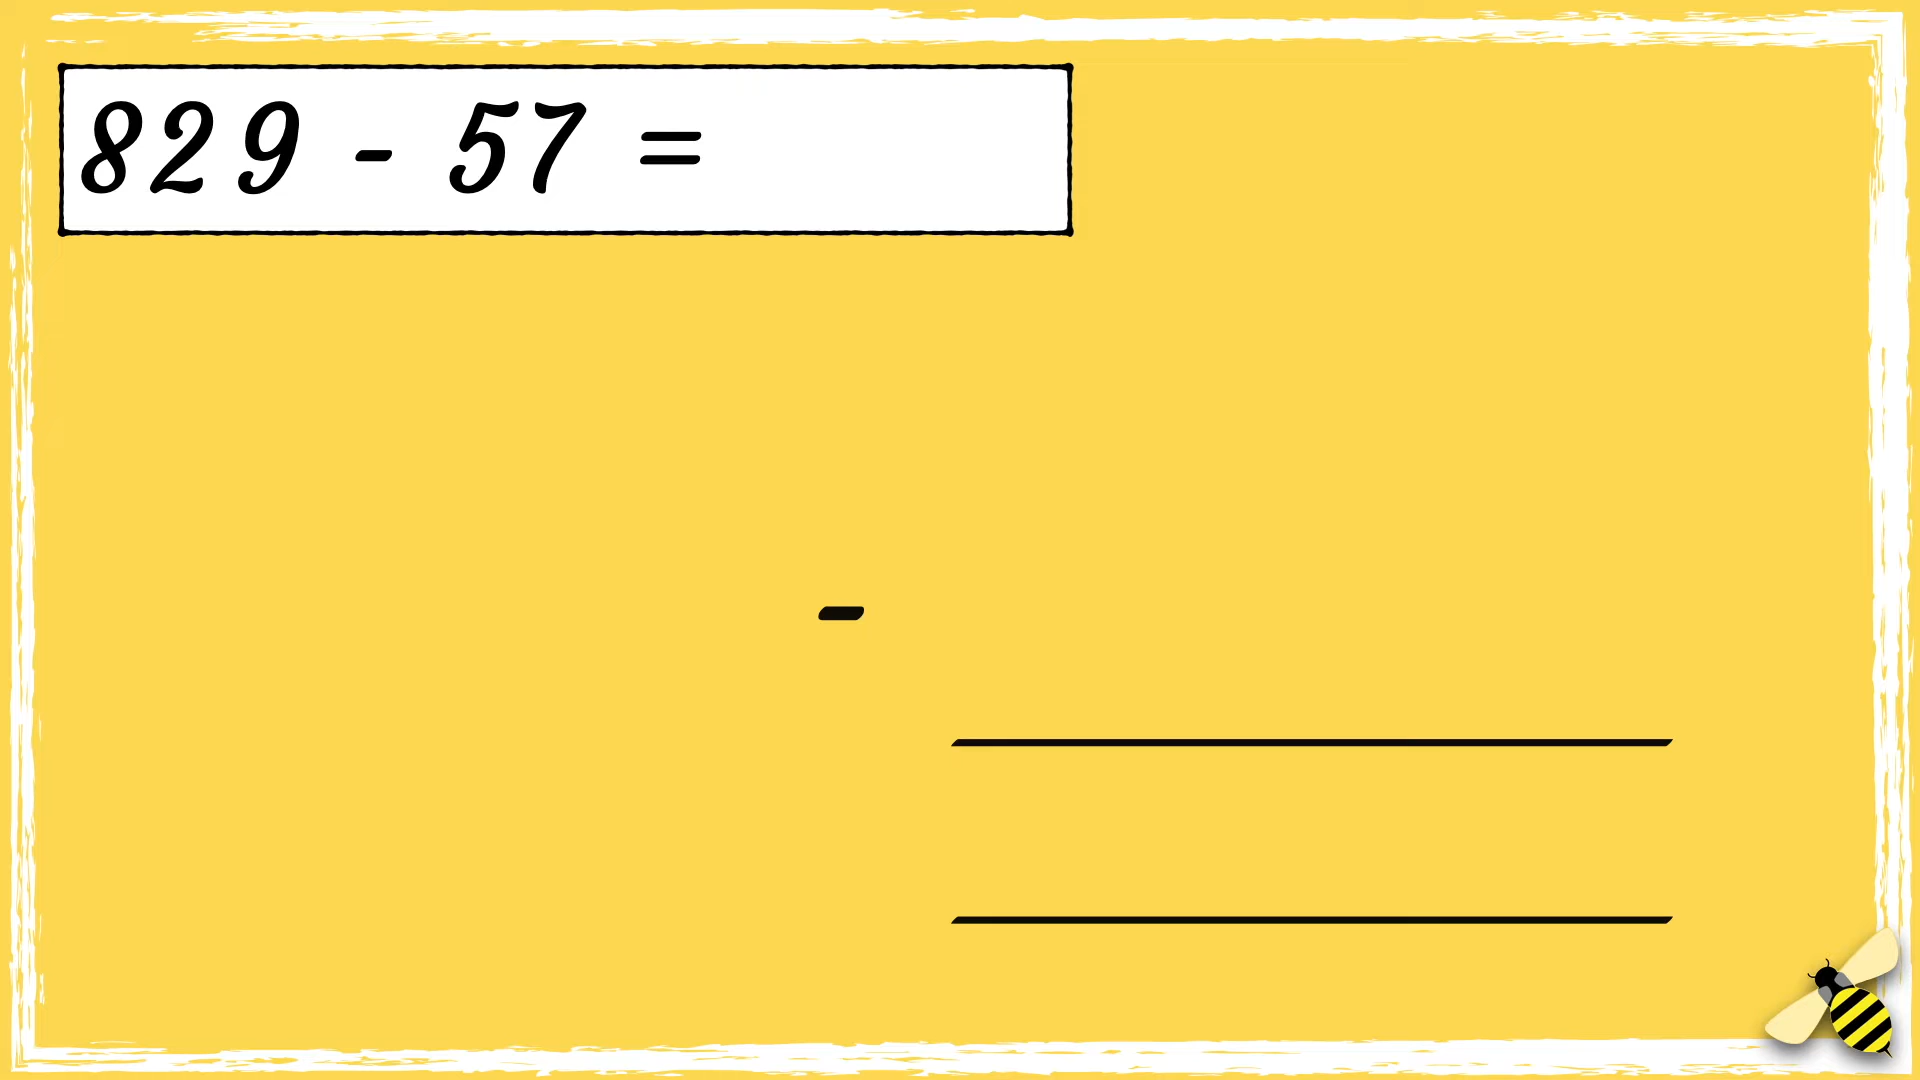 829 - 57 =
-